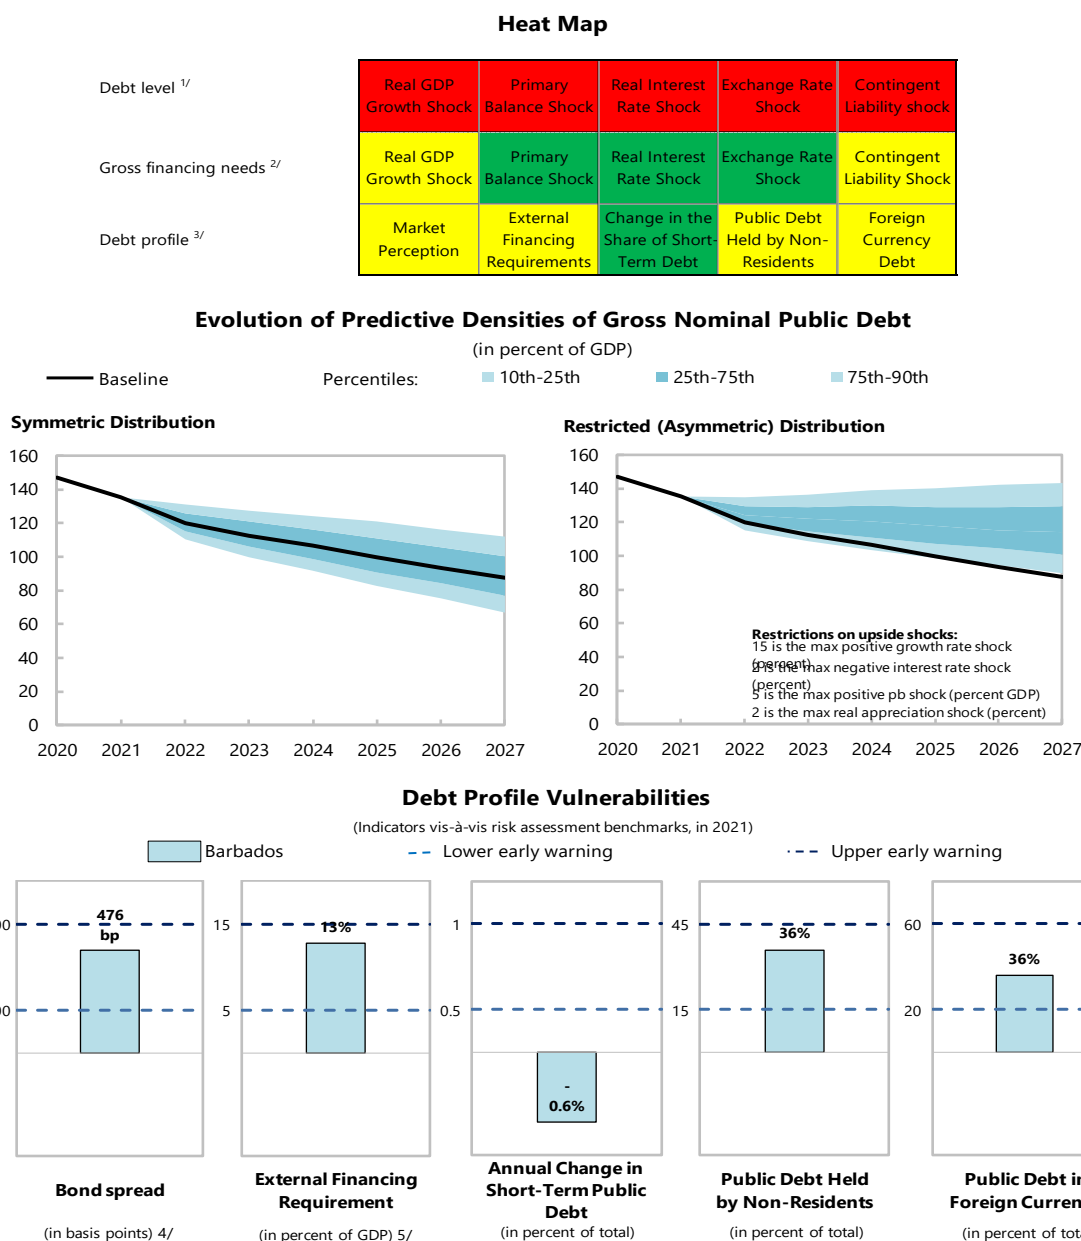 Heat Map
Debt level 1/
Real GDP Growth Shock
Primary Balance Shock
Real Interest Rate Shock
Exchange Rate Shock
Contingent Liability shock
Gross financing needs 2/
Real GDP Growth Shock
Primary Balance Shock
Real Interest Rate Shock
Exchange Rate Shock
Contingent Liability Shock
Debt profile 3/
Market Perception
External Financing Requirements
Change in the Share of Short-Term Debt
Public Debt Held by Non-Residents
Foreign Currency Debt
Evolution of Predictive Densities of Gross Nominal Public Debt
(in percent of GDP)
Baseline
Percentiles:
10th-25th
25th-75th
75th-90th
Symmetric Distribution
160
140
120
100
80
60
40
20
0
2020 2021 2022 2023 2024 2025 2026 2027
Restricted (Asymmetric) Distribution
160
140
120
100
80
60
40
20
0
Restrictions on upside shocks:
15 is the max positive growth rate shock
(percent)
2 is the max negative interest rate shock
(percent)
5 is the max positive pb shock (percent GDP)
2 is the max real appreciation shock (percent)
2020 2021 2022 2023 2024 2025 2026 2027
Debt Profile Vulnerabilities
(Indicators vis-à-vis risk assessment benchmarks, in 2021)
Barbados
Lower early warning
Upper early warning
00
00
476
bp
Bond spread
(in basis points) 4/
15
5
13%
External Financing
Requirement
(in percent of GDP) 5/
1
0.5
-
0.6%
Annual Change in
Short-Term Public
Debt
(in percent of total)
45
15
36%
Public Debt Held
by Non-Residents
(in percent of total)
60
20
36%
Public Debt in
Foreign Curren
(in percent of tota